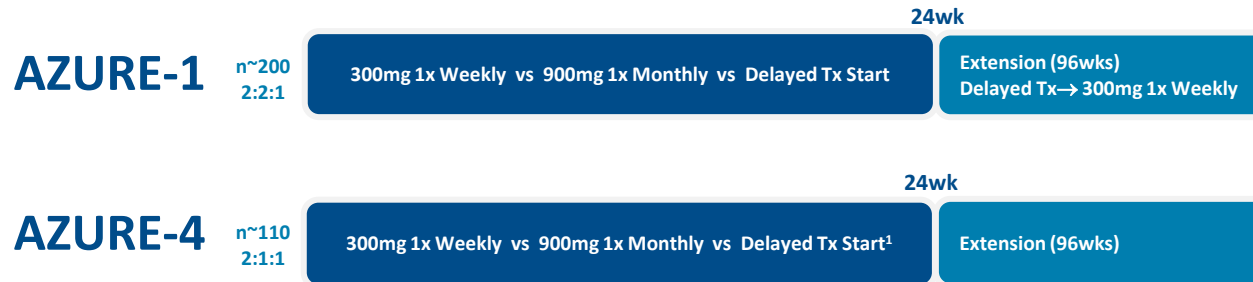 24wk
AZURE-1
n~200
2:2:1
300mg 1x Weekly vs 900mg 1x Monthly vs Delayed Tx Start
Extension (96wks)
Delayed Tx→ 300mg 1x Weekly
24wk
AZURE-4
n~110
2:1:1
300mg 1x Weekly vs 900mg 1x Monthly vs Delayed Tx Start¹
Extension (96wks)